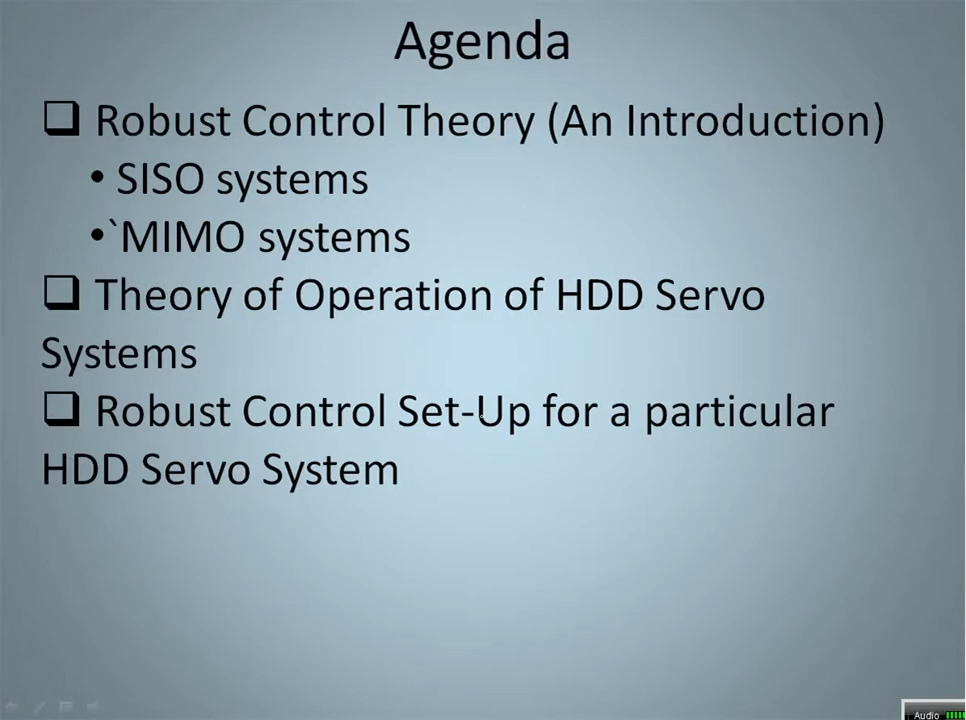 Agenda
❑ Robust Control Theory (An Introduction)
• SISO systems
•`MIMO systems
❑ Theory of Operation of HDD Servo
Systems
❑ Robust Control Set-Up for a particular
HDD Servo System
Audio